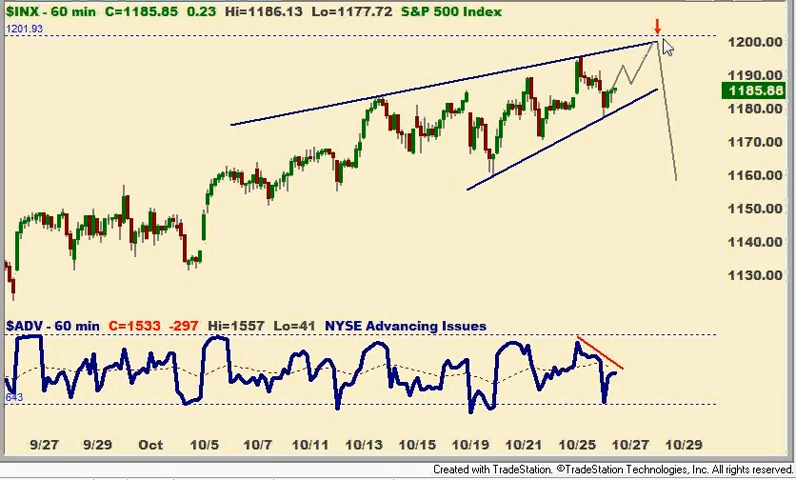 $INX - 60 min C=1185.85 0.23 Hi=1186.13 Lo=1177.72 S&P 500 Index
1201.93
1200.00
1190.00
1185.88
1180.00
1170.00
1160.00
1150.00
1140.00
1130.00
$ADV - 60 min C=1533 -297 Hi=1557 Lo=41 NYSE Advancing Issues
643
9/27 9/29 Oct 10/5 10/7 10/11 10/13 10/15 10/19 10/21 10/25 10/27 10/29
Created with TradeStation. ©TradeStation Technologies, Inc. All rights reserved.